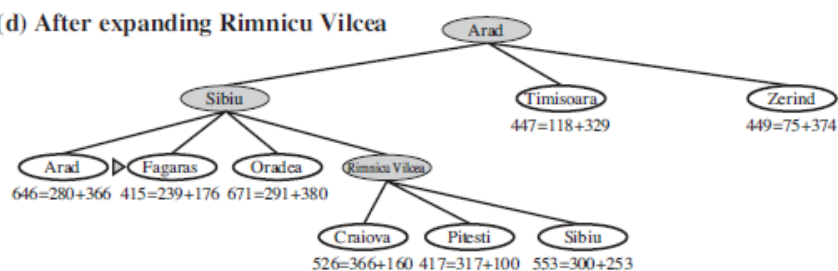 (d) After expanding Rimnicu Vilcea
Arad
Sibiu Timisoara Zerind
447=118+329 449=75+374
Arad Fagaras Oradea Rimnicu Vilcea
646=280+366 415=239+176 671=291+380
Craiova Pitesti Sibiu
526=366+160 417=317+100 553=300+253